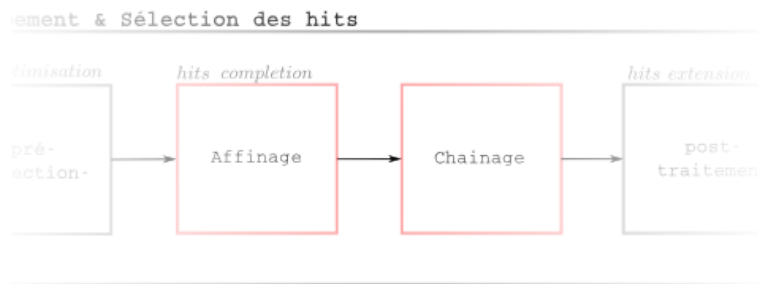 ement & Sélection des hits
timisation
hits completion
hits extension
pré-
ection-
Affinage
Chainage
post-
traitemen